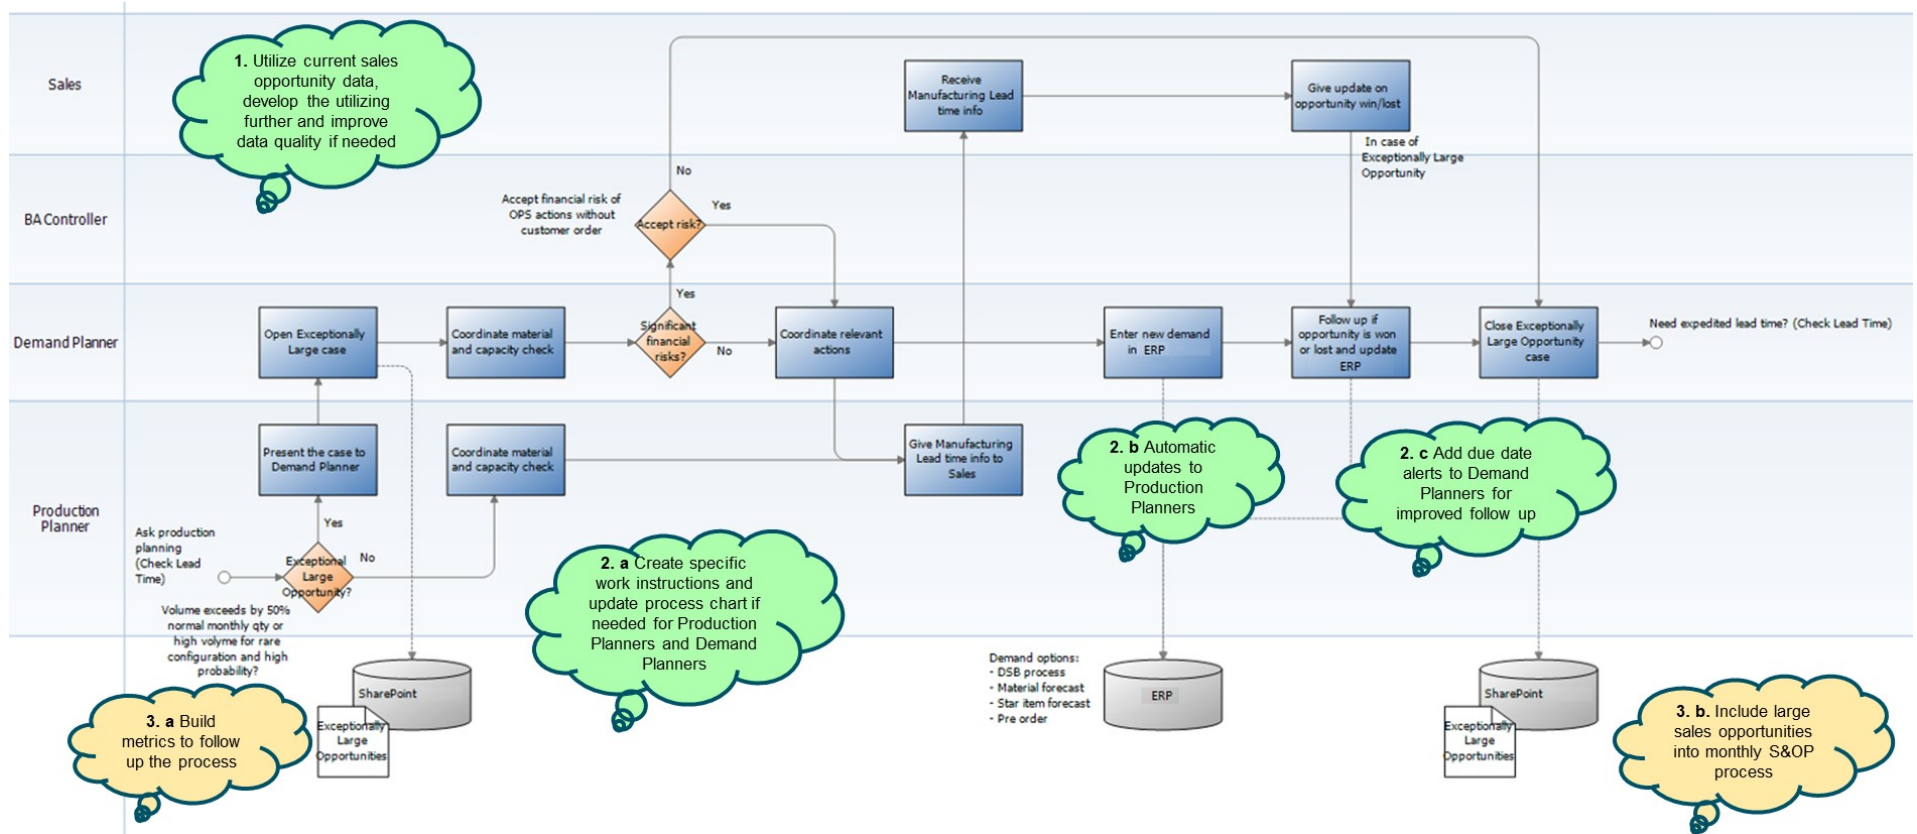 1. Utilize current sales
opportunity data,
develop the utilizing
further and improve
data quality if needed
Sales
Receive
Manufacturing Lead
time info
Give update on
opportunity win/lost
In case of
Exceptionally Large
Opportunity
No
BA Controller
Accept financial risk of
OPS actions without
customer order
Accept risk?
Yes
Yes
Demand Planner
Open Exceptionally
Large case
Coordinate material
and capacity check
Significant
financial
risks?
No
Coordinate relevant
actions
Enter new demand
in ERP
Follow up if
opportunity is won
or lost and update
ERP
Close Exceptionally
Large Opportunity
case
Need expedited lead time? (Check Lead Time)
Production
Planner
Present the case to
Demand Planner
Coordinate material
and capacity check
Give Manufacturing
Lead time info to
Sales
2. b Automatic
updates to
Production
Planners
2. c Add due date
alerts to Demand
Planners for
improved follow up
Yes
Ask production
planning
(Check Lead
Time)
Exceptional
Large
Opportunity?
No
2. a Create specific
work instructions and
update process chart if
needed for Production
Planners and Demand
Planners
Volume exceeds by 50%
normal monthly qty or
high volyme for rare
configuration and high
probability?
SharePoint
Exceptionally
Large
Opportunities
Demand options:
- DSB process
- Material forecast
- Star item forecast
- Pre order
ERP
SharePoint
Exceptionally
Large
Opportunities
3. a Build
metrics to follow
up the process
3. b. Include large
sales opportunities
into monthly S&OP
process